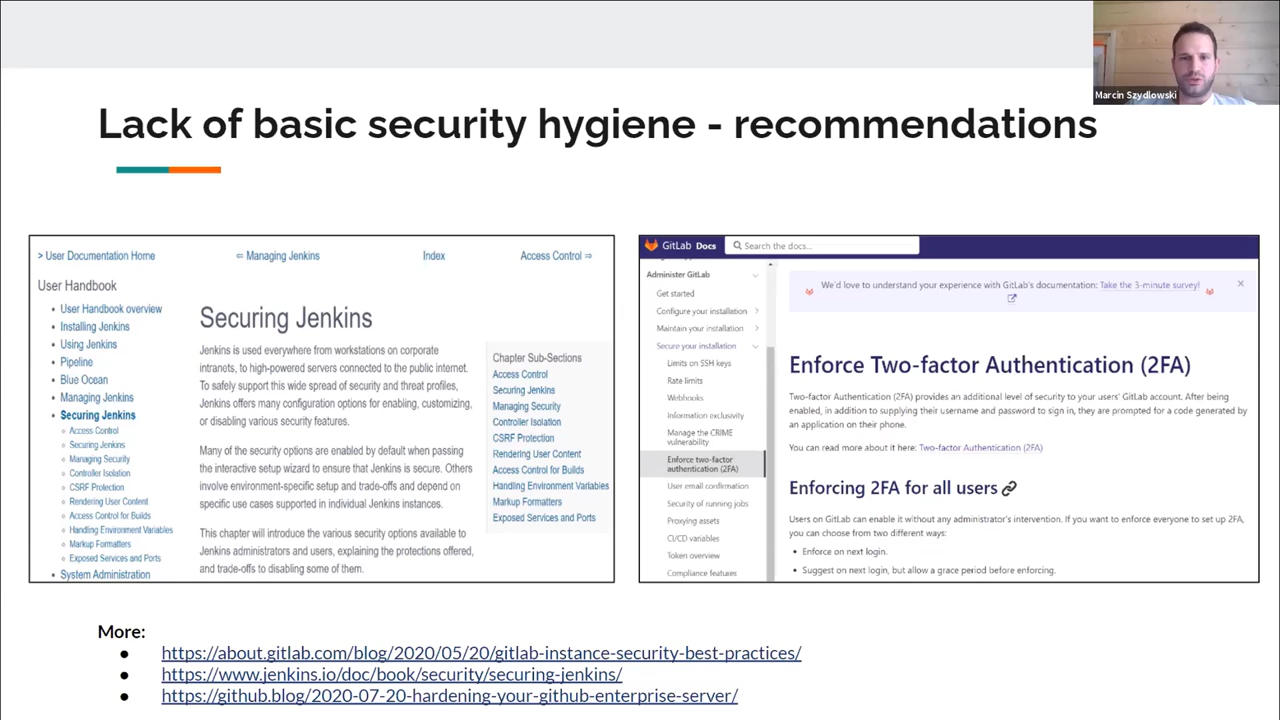 Marcin Szydlowski
Lack of basic security hygiene - recommendations
> User Documentation Home
⇐ Managing Jenkins
Index
Access Control ⇒
User Handbook
User Handbook overview
Installing Jenkins
Using Jenkins
Pipeline
Blue Ocean
Managing Jenkins
Securing Jenkins
Access Control
Securing Jenkins
Managing Security
Controller Isolation
CSRF Protection
Rendering User Content
Access Control for Builds
Handling Environment Variables
Markup Formatters
Exposed Services and Ports
System Administration
Securing Jenkins
Jenkins is used everywhere from workstations on corporate
intranets, to high-powered servers connected to the public internet.
To safely support this wide spread of security and threat profiles,
Jenkins offers many configuration options for enabling, customizing,
or disabling various security features.
Many of the security options are enabled by default when passing
the interactive setup wizard to ensure that Jenkins is secure. Others
involve environment-specific setup and trade-offs and depend on
specific use cases supported in individual Jenkins instances.
This chapter will introduce the various security options available to
Jenkins administrators and users, explaining the protections offered,
and trade-offs to disabling some of them.
Chapter Sub-Sections
Access Control
Securing Jenkins
Managing Security
Controller Isolation
CSRF Protection
Rendering User Content
Access Control for Builds
Handling Environment Variables
Markup Formatters
Exposed Services and Ports
GitLab Docs
Search the docs...
Administer GitLab
Get started
Configure your installation
Maintain your installation
Secure your installation
Limits on SSH keys
Rate limits
Webhooks
Information exclusivity
Manage the CRIME
vulnerability
Enforce two-factor
authentication (2FA)
User email confirmation
Security of running jobs
Proxying assets
CI/CD variables
Token overview
Compliance features
We'd love to understand your experience with GitLab's documentation: Take the 3-minute survey!
Enforce Two-factor Authentication (2FA)
Two-factor Authentication (2FA) provides an additional level of security to your users' GitLab account. After being
enabled, in addition to supplying their username and password to sign in, they are prompted for a code generated by
an application on their phone.
You can read more about it here: Two-factor Authentication (2FA)
Enforcing 2FA for all users
Users on GitLab can enable it without any administrator's intervention. If you want to enforce everyone to set up 2FA,
you can choose from two different ways:
• Enforce on next login.
• Suggest on next login, but allow a grace period before enforcing.
More:
● https://about.gitlab.com/blog/2020/05/20/gitlab-instance-security-best-practices/
● https://www.jenkins.io/doc/book/security/securing-jenkins/
● https://github.blog/2020-07-20-hardening-your-github-enterprise-server/